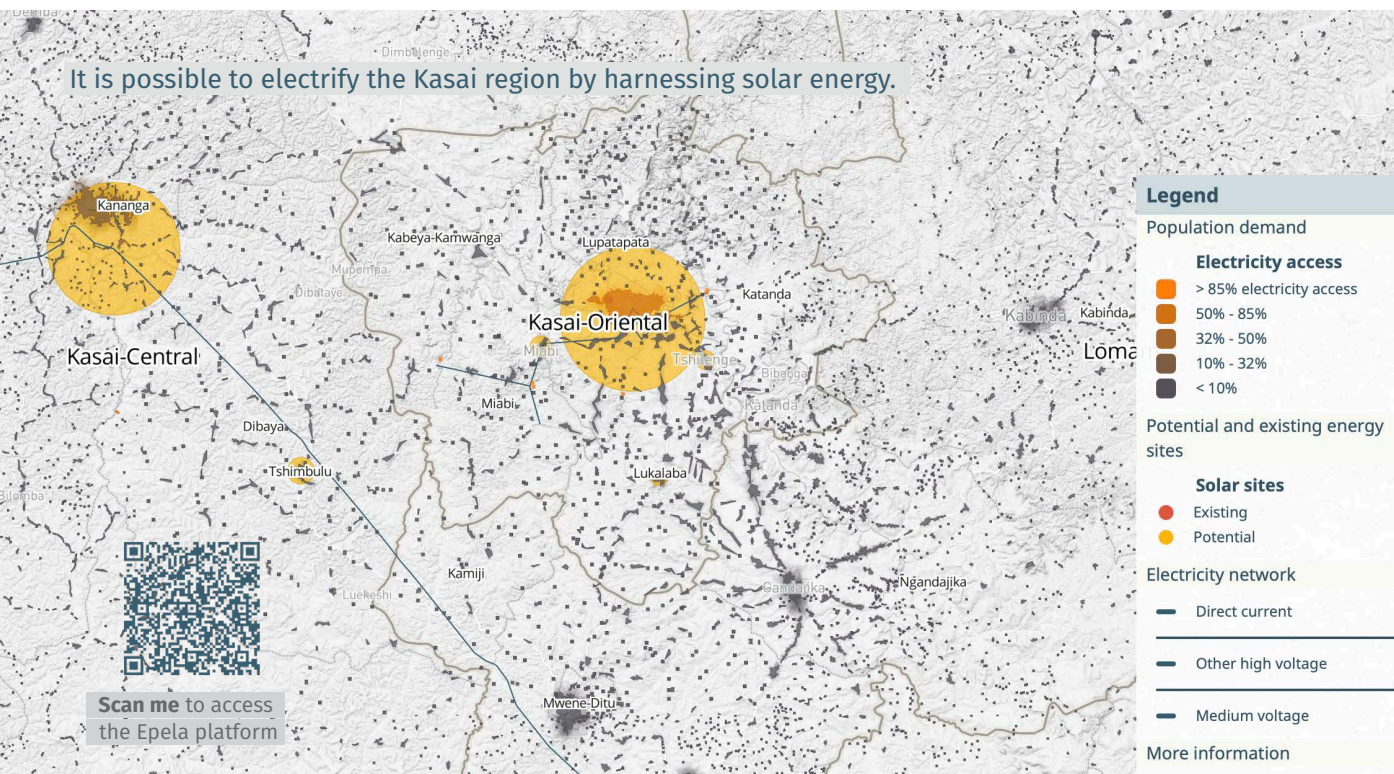 Demba
Dimbelenge
It is possible to electrify the Kasai region by harnessing solar energy.
Kananga
Kabeya-Kamwanga
Lupatapata
Mupompa
Dibataye
Katanda
Kasai-Oriental
Kabinda
Kabinda
Miabi
Tshilenge
Kasaï-Central
Loma
Bibanga
Miabi
Katanda
Dibaya
Tshimbulu
Lukalaba
Bilomba
Kamiji
Gandajika
Ngandajika
Luekeshi
Mwene-Ditu
Scan me to access
the Epela platform
Legend
Population demand
Electricity access
> 85% electricity access
50% - 85%
32% - 50%
10% - 32%
< 10%
Potential and existing energy
sites
Solar sites
Existing
Potential
Electricity network
Direct current
Other high voltage
Medium voltage
More information